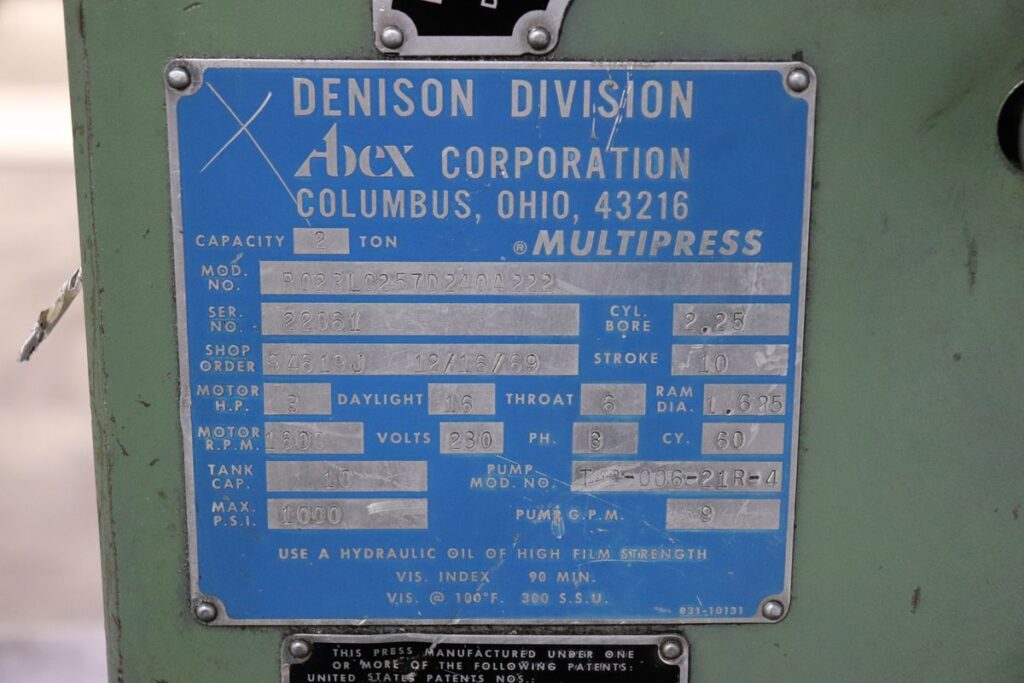 DENISON DIVISION
Abex CORPORATION
COLUMBUS, OHIO, 43216
CAPACITY 2 TON ® MULTIPRESS
MOD. NO.
SER. NO. 22061 CYL. BORE 2.25
SHOP ORDER 94619J 12/16/69 STROKE 10
MOTOR H.P. 3 DAYLIGHT 16 THROAT 6 RAM DIA.
MOTOR R.P.M. 1800 VOLTS 230 PH. 3 CY. 60
TANK CAP. 10 PUMP MOD. NO.
MAX. P.S.I. 1000 PUMP G.P.M. 9
USE A HYDRAULIC OIL OF HIGH FILM STRENGTH
VIS. INDEX 90 MIN.
VIS. @ 100°F. 300 S.S.U.
031-10131
THIS PRESS MANUFACTURED UNDER ONE
OR MORE OF THE FOLLOWING PATENTS:
UNITED STATES PATENTS NOS.: